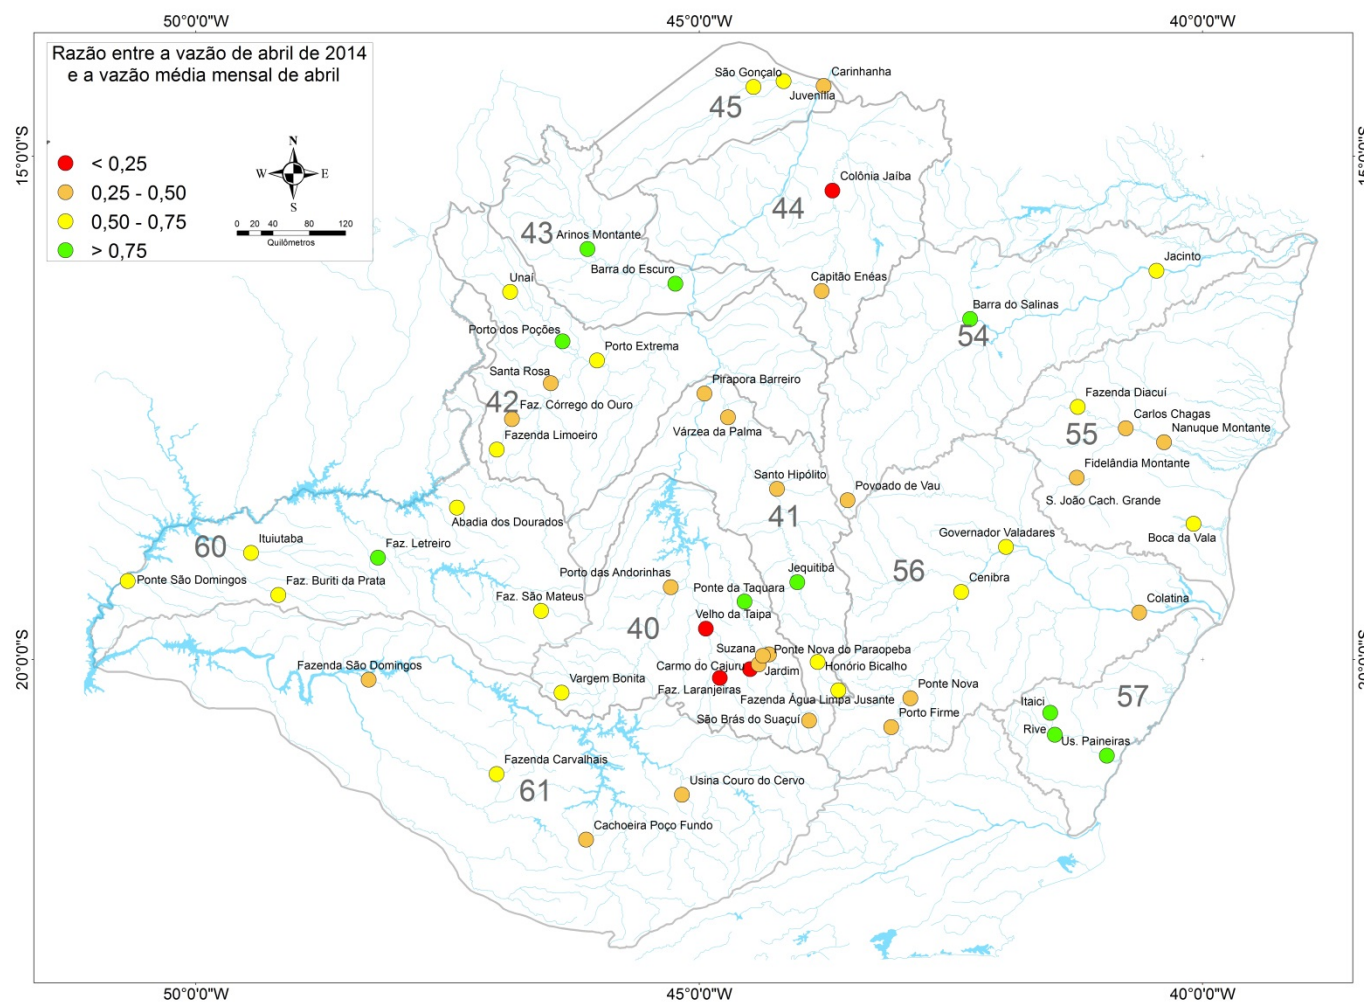 50°0'0"W
45°0'0"W
40°0'0"W
Razão entre a vazão de abril de 2014
e a vazão média mensal de abril
N
W
E
S
0 20 40 80 120
Quilômetros
< 0,25
0,25 - 0,50
0,50 - 0,75
> 0,75
15°0'0"S
15°0'0"S
São Gonçalo
Carinhanha
Juvenília
45
Colônia Jaíba
44
43
Arinos Montante
Barra do Escuro
Unaí
Capitão Enéas
Jacinto
Barra do Salinas
54
Porto dos Poções
Porto Extrema
Santa Rosa
42
Faz. Córrego do Ouro
Fazenda Limoeiro
Pirapora Barreiro
Várzea da Palma
Fazenda Diacuí
Carlos Chagas
Nanuque Montante
55
Fidelândia Montante
S. João Cach. Grande
Boca da Vala
Santo Hipólito
Povoado de Vau
41
Abadia dos Dourados
Ituiutaba
60
Faz. Letreiro
Ponte São Domingos
Faz. Buriti da Prata
Faz. São Mateus
Governador Valadares
56
Cenibra
Colatina
Porto das Andorinhas
Ponte da Taquara
Jequitibá
Velho da Taipa
40
Suzana
Ponte Nova do Paraopeba
Carmo do Cajuru
Jardim
Honório Bicalho
Faz. Laranjeiras
Fazenda Água Limpa Jusante
São Brás do Suaçuí
Ponte Nova
Porto Firme
Vargem Bonita
Fazenda São Domingos
20°0'0"S
20°0'0"S
57
Itaici
Rive
Us. Paineiras
Fazenda Carvalhais
61
Usina Couro do Cervo
Cachoeira Poço Fundo
50°0'0"W
45°0'0"W
40°0'0"W